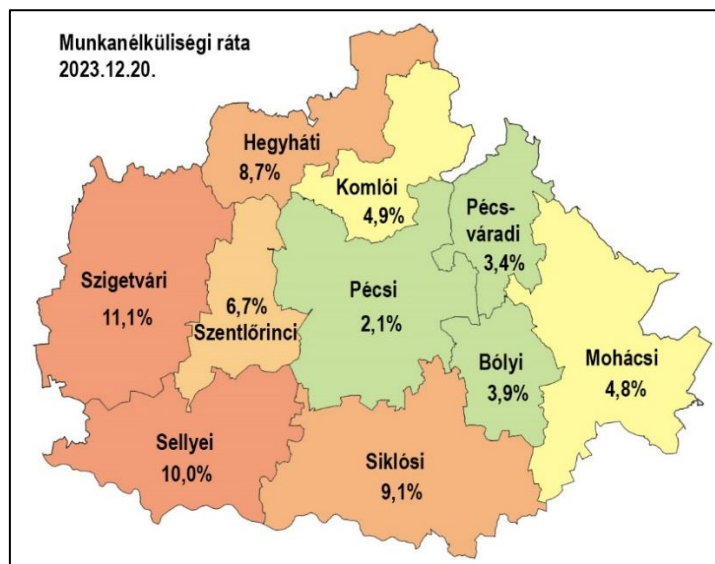 Munkanélküliségi ráta
2023.12.20.
Hegyháti
8,7%
Komlói
4,9%
Pécs-
váradi
3,4%
Szigetvári
11,1%
6,7%
Szentlőrinci
Pécsi
2,1%
Bólyi
3,9%
Mohácsi
4,8%
Sellyei
10,0%
Siklósi
9,1%